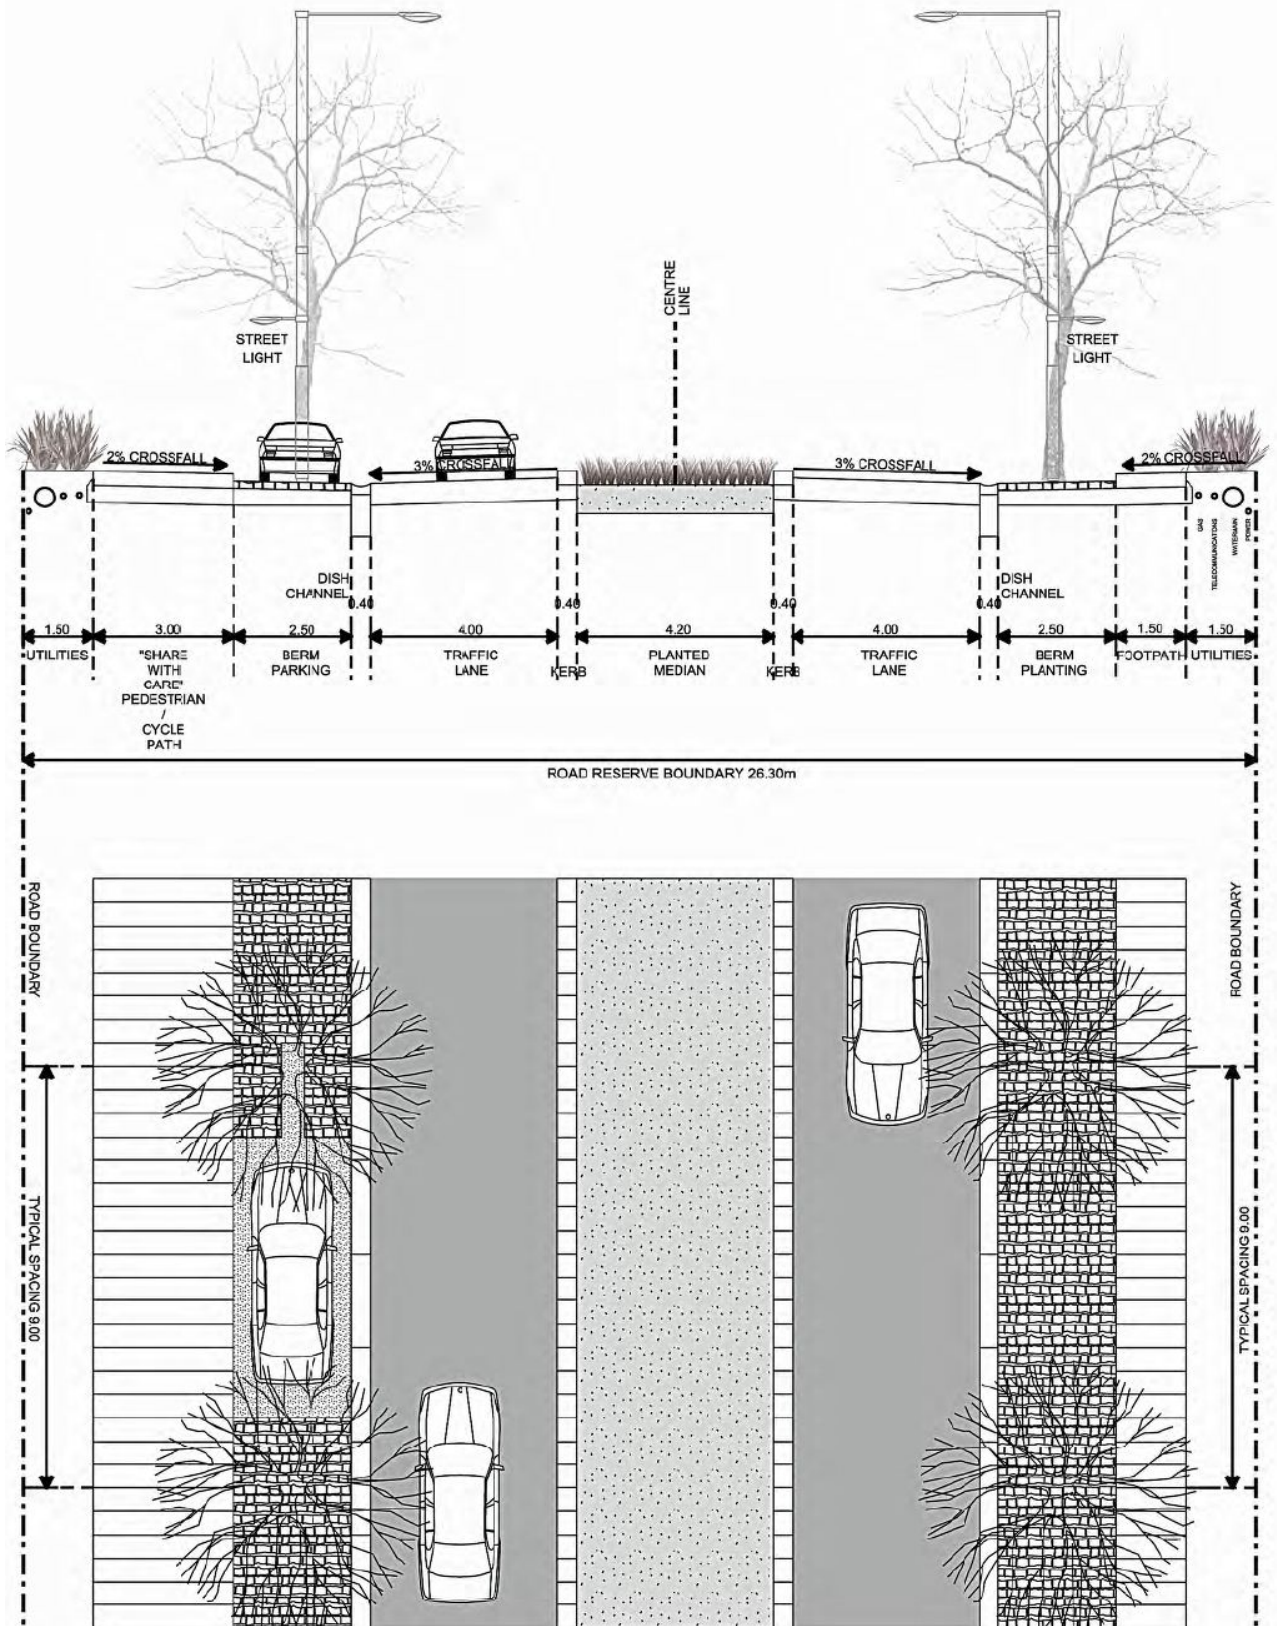 CENTRE
LINE
STREET
LIGHT
STREET
LIGHT
2% CROSSFALL
3% CROSSFALL
3% CROSSFALL
2% CROSSFALL
GAS
TELECOMMUNICATONS
WATERMAIN
POWER
DISH
CHANNEL
DISH
CHANNEL
0.40
0.40
0.40
0.40
1.50
3.00
2.50
4.00
4.20
4.00
2.50
1.50
1.50
UTILITIES
"SHARE
WITH
CARE"
PEDESTRIAN
/
CYCLE
PATH
BERM
PARKING
TRAFFIC
LANE
KERB
PLANTED
MEDIAN
KERB
TRAFFIC
LANE
BERM
PLANTING
FOOTPATH
UTILITIES
ROAD RESERVE BOUNDARY 26.30m
ROAD BOUNDARY
ROAD BOUNDARY
TYPICAL SPACING 9.00
TYPICAL SPACING 9.00